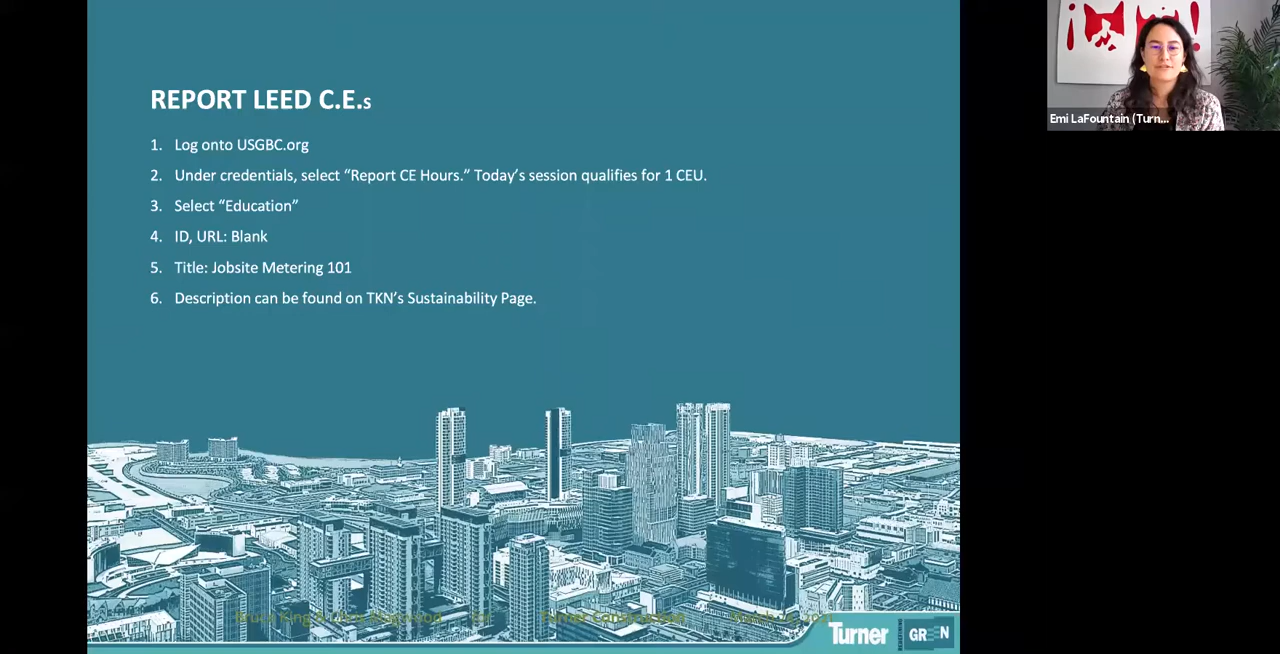 ¡MIAU!
Emi LaFountain (Turn...
REPORT LEED C.E.s
1. Log onto USGBC.org
2. Under credentials, select “Report CE Hours.” Today’s session qualifies for 1 CEU.
3. Select “Education”
4. ID, URL: Blank
5. Title: Jobsite Metering 101
6. Description can be found on TKN’s Sustainability Page.
Turner
GREEN